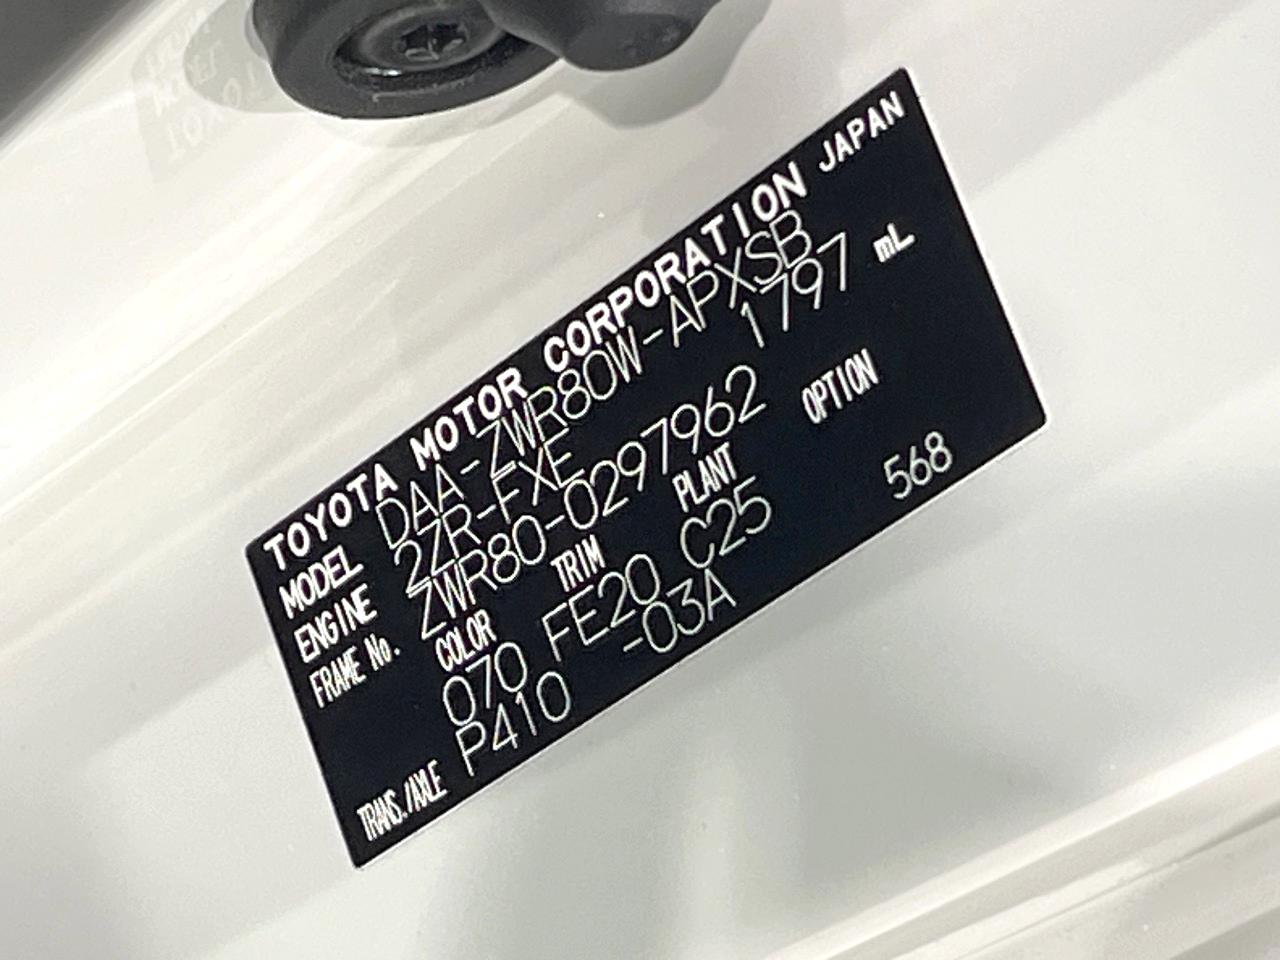 TOYOTA MOTOR CORPORATION JAPAN
MODEL DAA-ZWR80W-APXSB
ENGINE 2ZR-FXE 1797 mL
FRAME No. ZWR80-0297962
COLOR TRIM PLANT OPTION
070 FE20 C25 568
TRANS./AXLE P410 -03A